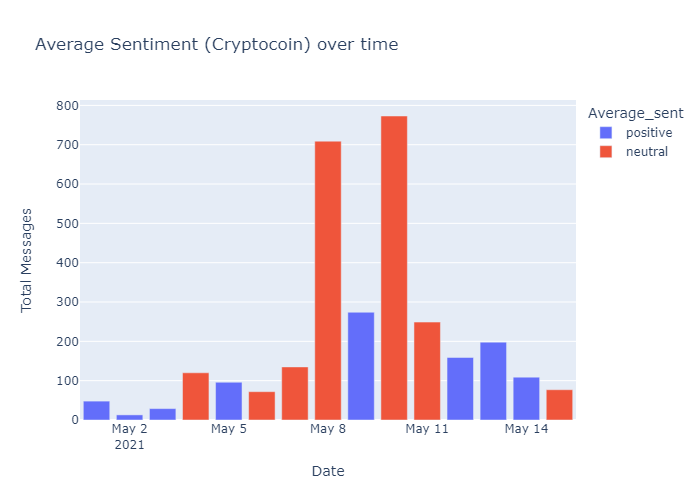 Average Sentiment (Cryptocoin) over time
Average_sent
positive
neutral
Total Messages
800
700
600
500
400
300
200
100
0
May 2
2021
May 5
May 8
May 11
May 14
Date